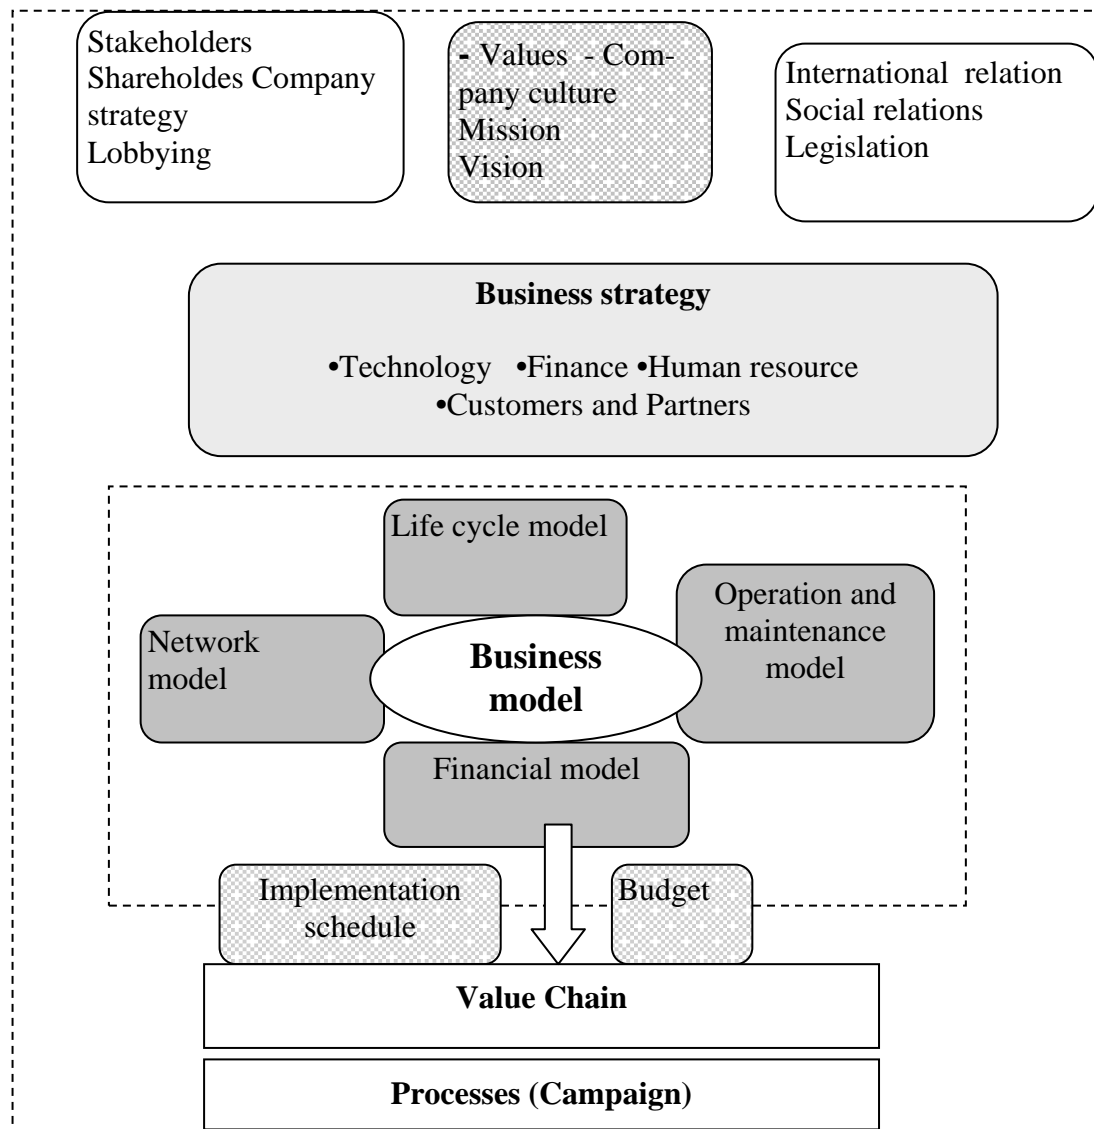 Stakeholders
Shareholdes Company
strategy
Lobbying
- Values  - Com-
pany culture
Mission
Vision
International  relation
Social relations
Legislation
Business strategy
•Technology   •Finance •Human resource
•Customers and Partners
Life cycle model
Operation and
maintenance
model
Network
model
Business
model
Financial model
Implementation
schedule
Budget
Value Chain
Processes (Campaign)